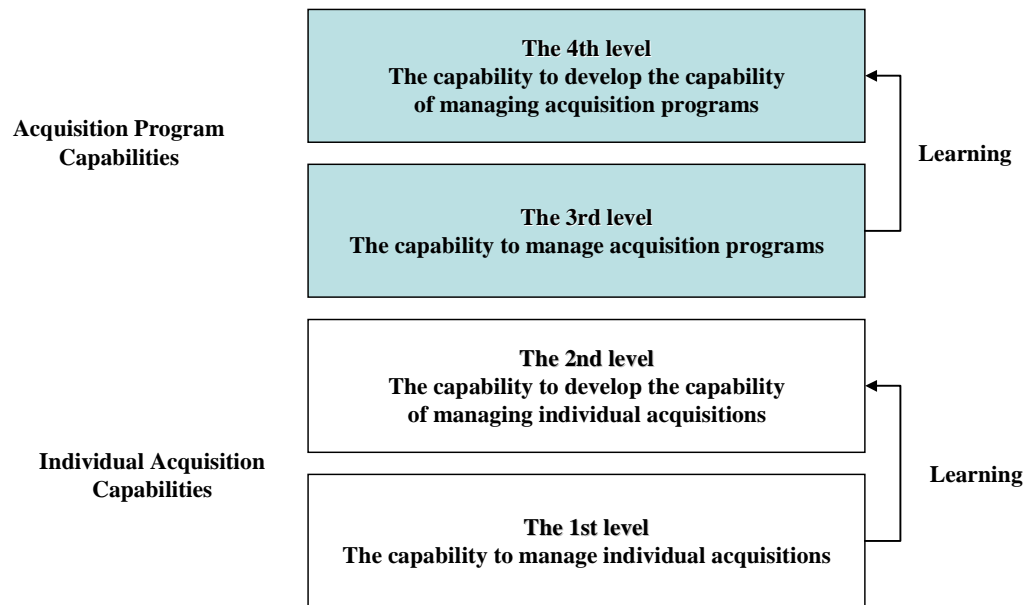 The 4th level
The capability to develop the capability
of managing acquisition programs
Acquisition Program
Capabilities
Learning
The 3rd level
The capability to manage acquisition programs
The 2nd level
The capability to develop the capability
of managing individual acquisitions
Individual Acquisition
Capabilities
Learning
The 1st level
The capability to manage individual acquisitions